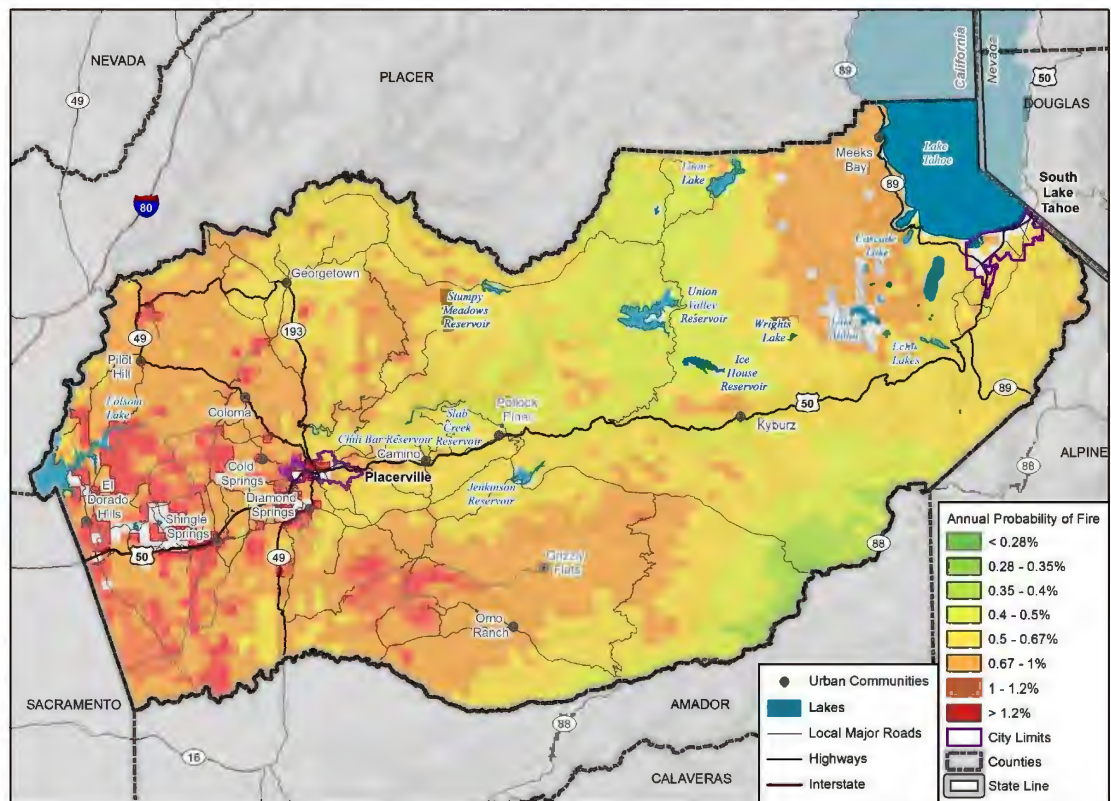 NEVADA
49
PLACER
89
California
Nevada
50
DOUGLAS
80
Meeks
Bay
Lake
Tahoe
89
South
Lake
Tahoe
Lake
Cascade
Lake
Georgetown
Stumpy
Meadows
Reservoir
Union
Valley
Reservoir
Wrights
Lake
Echo
Lakes
49
193
Pilot
Hill
Ice
House
Reservoir
Folsom
Lake
Coloma
Slab
Creek
Reservoir
Pollock
Pines
50
89
Kyburz
Chili Bar Reservoir
Camino
Cold
Springs
Placerville
ALPINE
88
El
Dorado
Hills
Diamond
Springs
Jenkinson
Reservoir
Shingle
Springs
50
49
88
Grizzly
Flats
Omo
Ranch
SACRAMENTO
AMADOR
88
16
CALAVERAS
Urban Communities
Lakes
Local Major Roads
Highways
Interstate
Annual Probability of Fire
< 0.28%
0.28 - 0.35%
0.35 - 0.4%
0.4 - 0.5%
0.5 - 0.67%
0.67 - 1%
1 - 1.2%
> 1.2%
City Limits
Counties
State Line